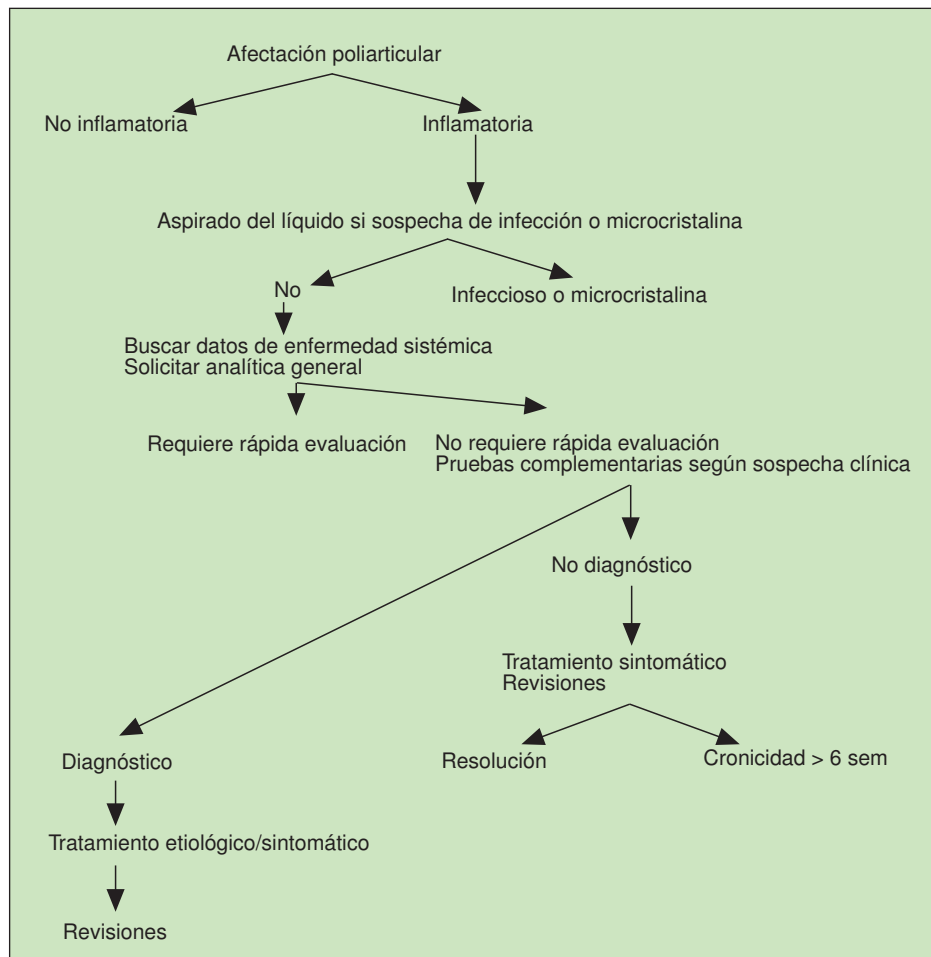 Afectación poliarticular
No inflamatoria
Inflamatoria
Aspirado del líquido si sospecha de infección o microcristalina
No
Infeccioso o microcristalina
Buscar datos de enfermedad sistémica
Solicitar analítica general
Requiere rápida evaluación
No requiere rápida evaluación
Pruebas complementarias según sospecha clínica
No diagnóstico
Tratamiento sintomático
Revisiones
Resolución
Cronicidad > 6 sem
Diagnóstico
Tratamiento etiológico/sintomático
Revisiones